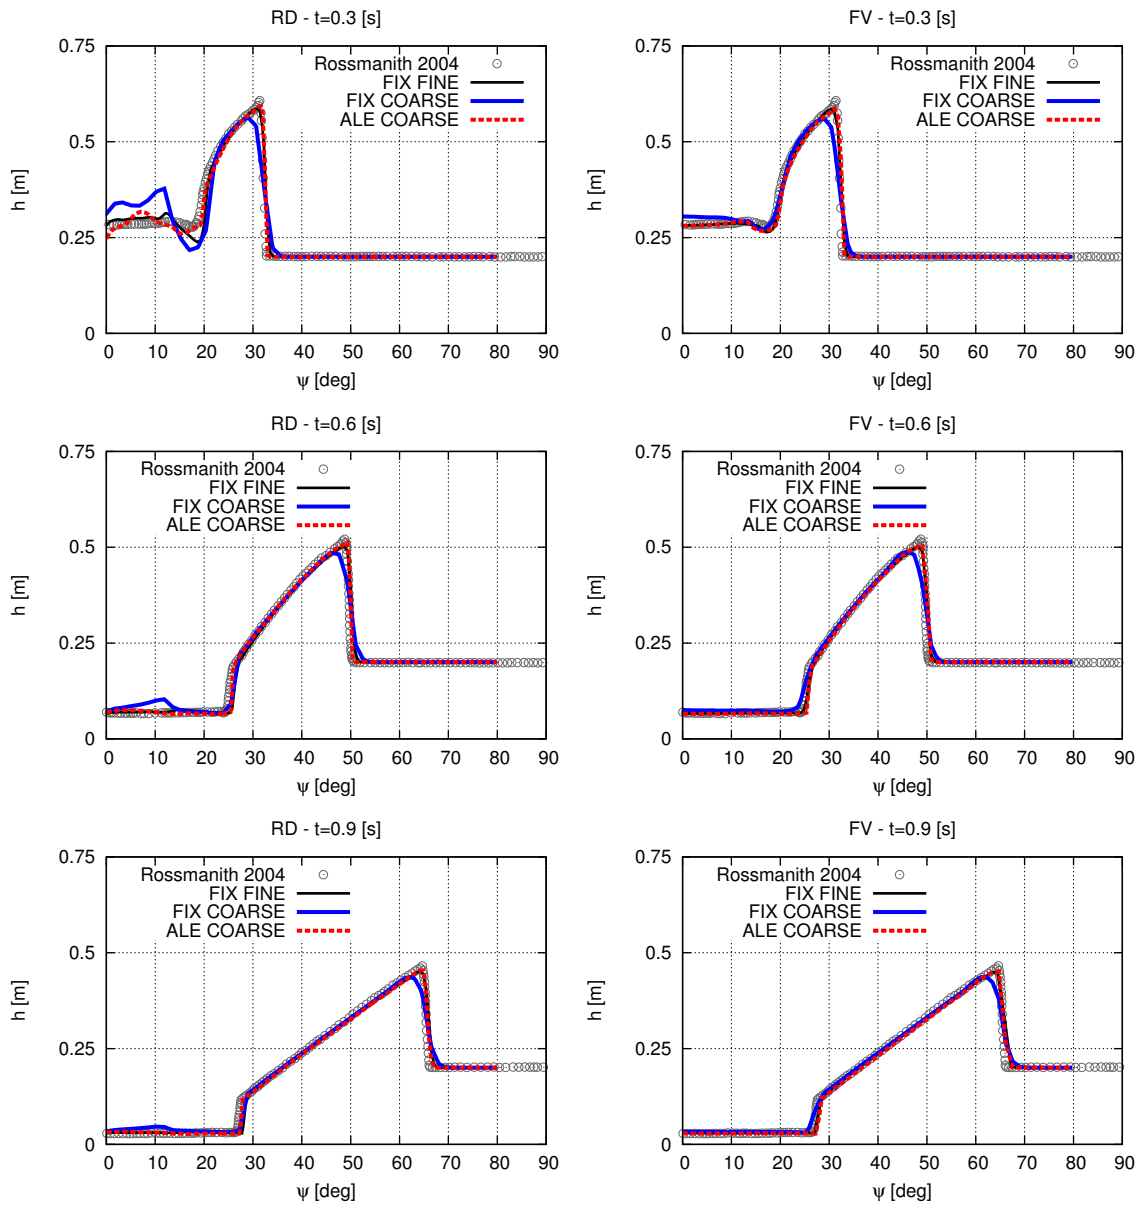 RD - t=0.3 [s]
0.75
0.5
0.25
0
h [m]
Rossmanith 2004
FIX FINE
FIX COARSE
ALE COARSE
0 10 20 30 40 50 60 70 80 90
ψ [deg]
FV - t=0.3 [s]
0.75
0.5
0.25
0
h [m]
Rossmanith 2004
FIX FINE
FIX COARSE
ALE COARSE
0 10 20 30 40 50 60 70 80 90
ψ [deg]
RD - t=0.6 [s]
0.75
0.5
0.25
0
h [m]
Rossmanith 2004
FIX FINE
FIX COARSE
ALE COARSE
0 10 20 30 40 50 60 70 80 90
ψ [deg]
FV - t=0.6 [s]
0.75
0.5
0.25
0
h [m]
Rossmanith 2004
FIX FINE
FIX COARSE
ALE COARSE
0 10 20 30 40 50 60 70 80 90
ψ [deg]
RD - t=0.9 [s]
0.75
0.5
0.25
0
h [m]
Rossmanith 2004
FIX FINE
FIX COARSE
ALE COARSE
0 10 20 30 40 50 60 70 80 90
ψ [deg]
FV - t=0.9 [s]
0.75
0.5
0.25
0
h [m]
Rossmanith 2004
FIX FINE
FIX COARSE
ALE COARSE
0 10 20 30 40 50 60 70 80 90
ψ [deg]